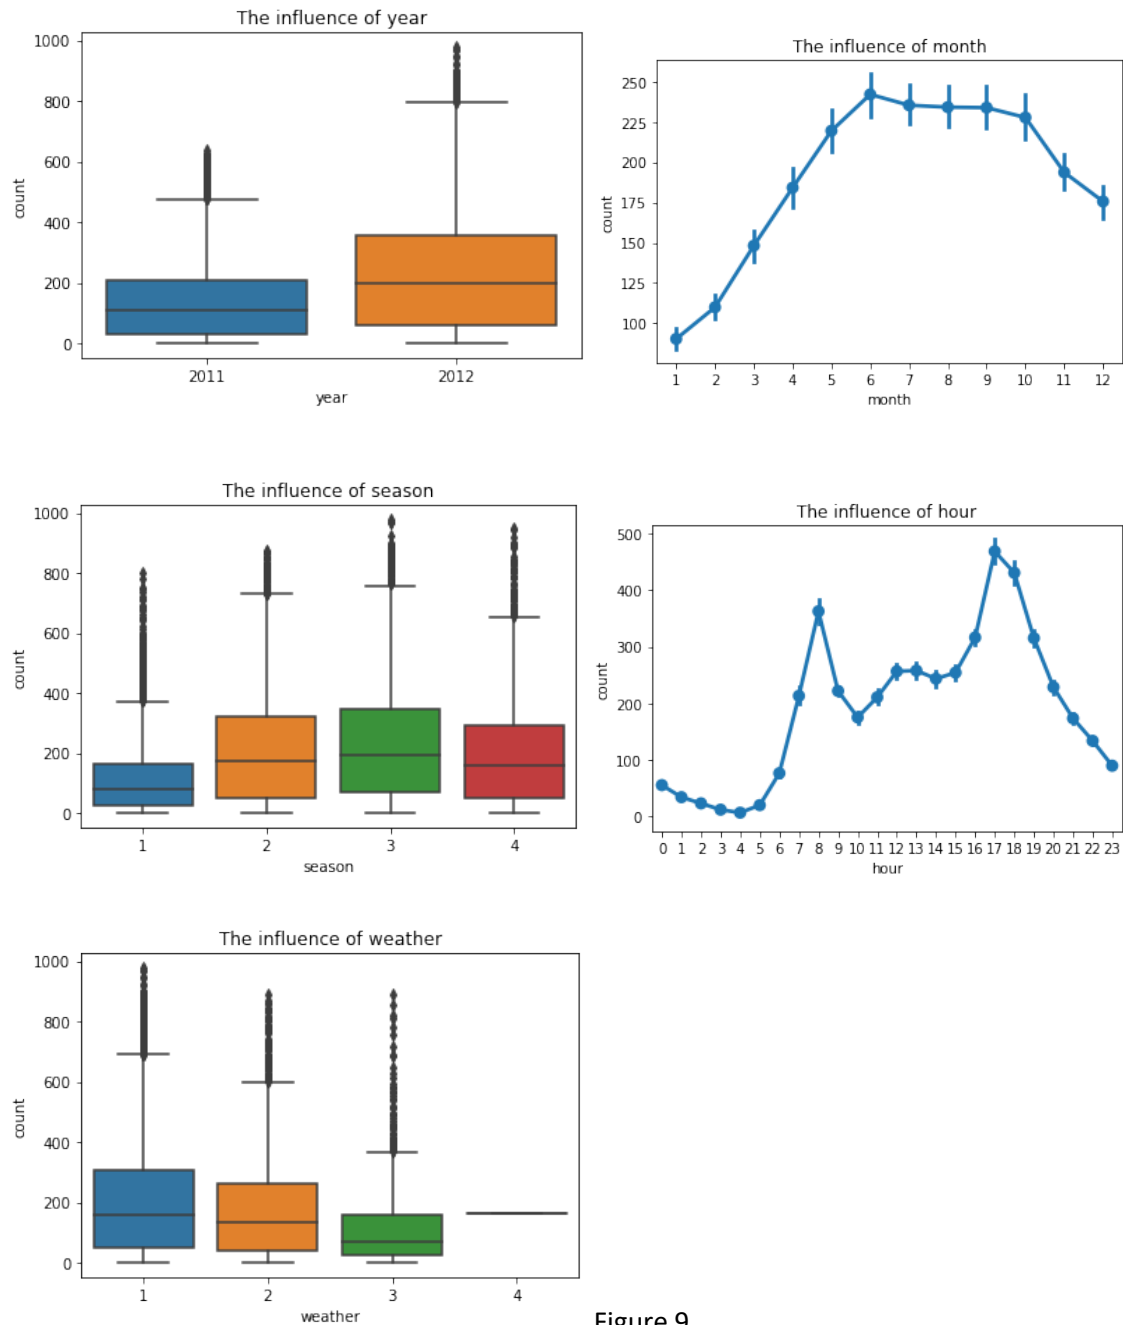 The influence of year
1000
800
600
400
200
0
count
2011 2012
year
The influence of month
250
225
200
175
150
125
100
count
1 2 3 4 5 6 7 8 9 10 11 12
month
The influence of season
1000
800
600
400
200
0
count
1 2 3 4
season
The influence of hour
500
400
300
200
100
0
count
0 1 2 3 4 5 6 7 8 9 10 11 12 13 14 15 16 17 18 19 20 21 22 23
hour
The influence of weather
1000
800
600
400
200
0
count
1 2 3 4
weather
Figure 9